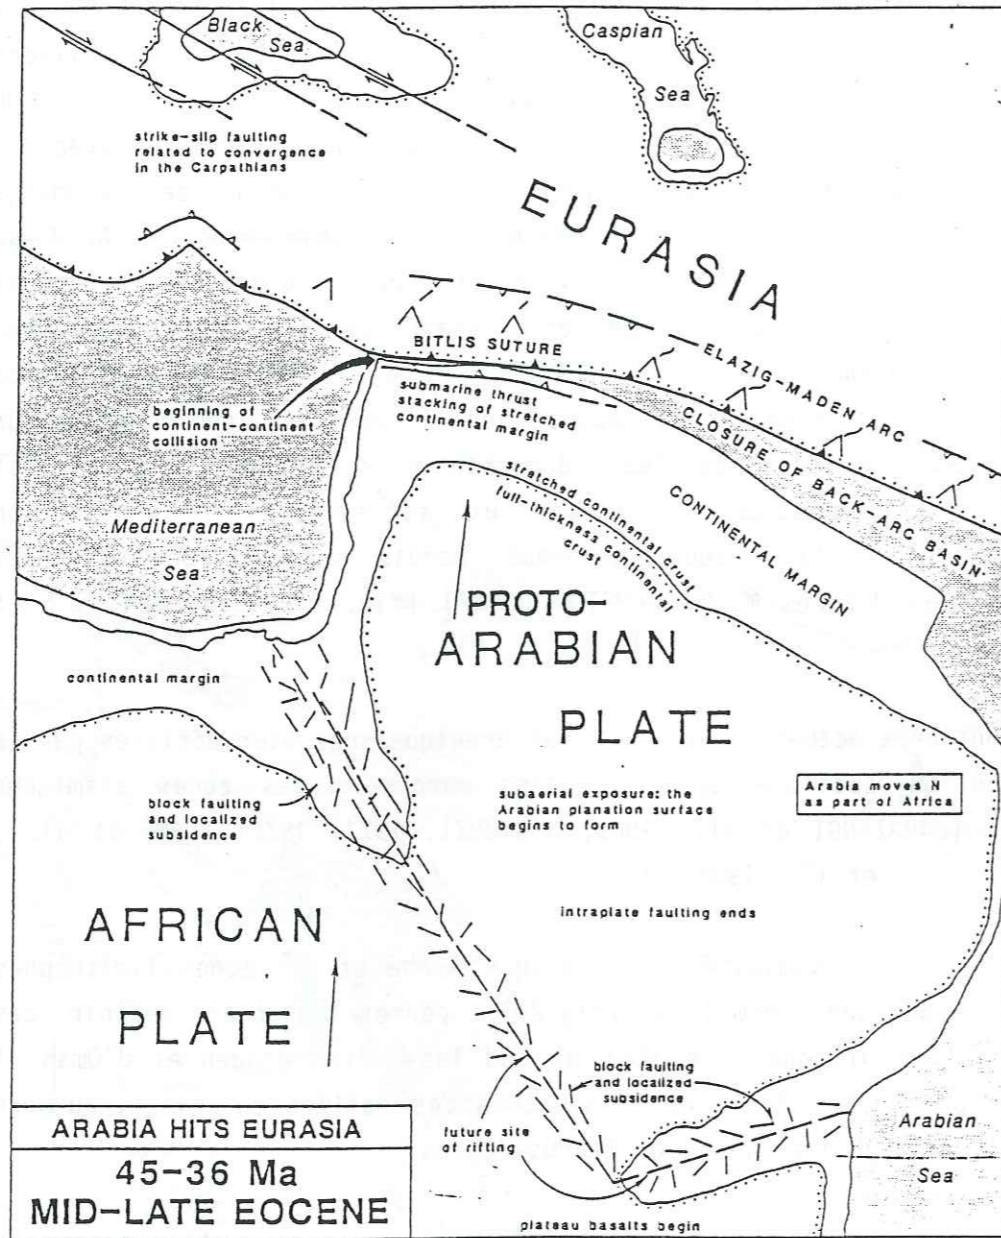 Black
Sea
Caspian
Sea
strike-slip faulting
related to convergence
in the Carpathians
EURASIA
BITLIS SUTURE
ELAZIG-MADEN ARC
beginning of
continent-continent
collision
submarine thrust
stacking of stretched
continental margin
CLOSURE OF BACK-ARC BASIN
stretched continental crust
full-thickness continental
crust
CONTINENTAL MARGIN
Mediterranean
Sea
PROTO-
ARABIAN
PLATE
continental margin
block faulting
and localized
subsidence
Arabian planation surface
begins to form
Arabia moves N
as part of Africa
intraplate faulting ends
AFRICAN
PLATE
block faulting
and localized
subsidence
future site
of rifting
Arabian
Sea
plateau basalts begin
ARABIA HITS EURASIA
45-36 Ma
MID-LATE EOCENE